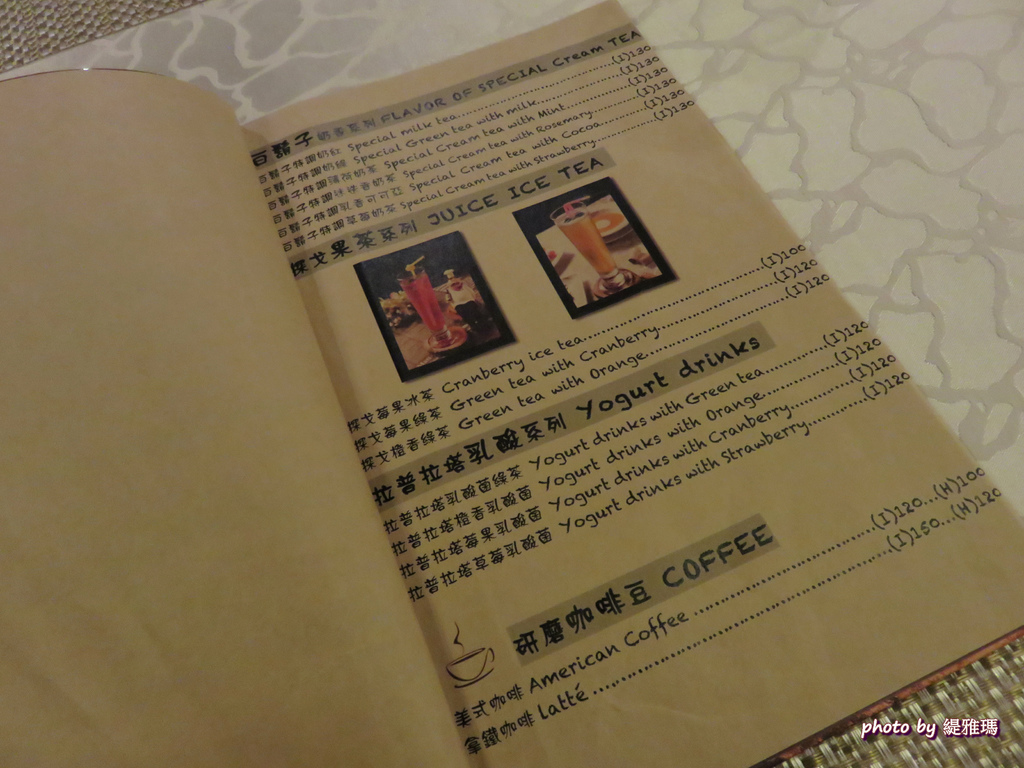 百鬍子奶茶系列 FLAVOR OF SPECIAL Cream TEA
百鬍子特調奶紅 Special milk tea..............................(I)130
百鬍子特調奶綠 Special Green tea with milk..............(I)130
百鬍子特調薄荷奶茶 Special Cream tea with Mint..............(I)130
百鬍子特調迷迭香奶茶 Special Cream tea with Rosemary..........(I)130
百鬍子特調乳香可可亞 Special Cream tea with Cocoa..............(I)130
百鬍子特調草莓奶茶 Special Cream tea with Strawberry..............(I)130
探戈果茶系列 JUICE ICE TEA
探戈莓果冰茶 Cranberry ice tea..............................(I)100
探戈莓果綠茶 Green tea with Cranberry..............................(I)120
探戈橙香綠茶 Green tea with Orange..............................(I)120
拉普拉塔乳酸系列 Yogurt drinks
拉普拉塔乳酸菌綠茶 Yogurt drinks with Green tea..............(I)120
拉普拉塔橙香乳酸菌 Yogurt drinks with Orange..............(I)120
拉普拉塔莓果乳酸菌 Yogurt drinks with Cranberry..............(I)120
拉普拉塔草莓乳酸菌 Yogurt drinks with Strawberry..............(I)120
研磨咖啡豆 COFFEE
美式咖啡 American Coffee ..............................(I)120...(H)100
拿鐵咖啡 latté ..............................(I)150...(H)120
photo by 緹雅瑪